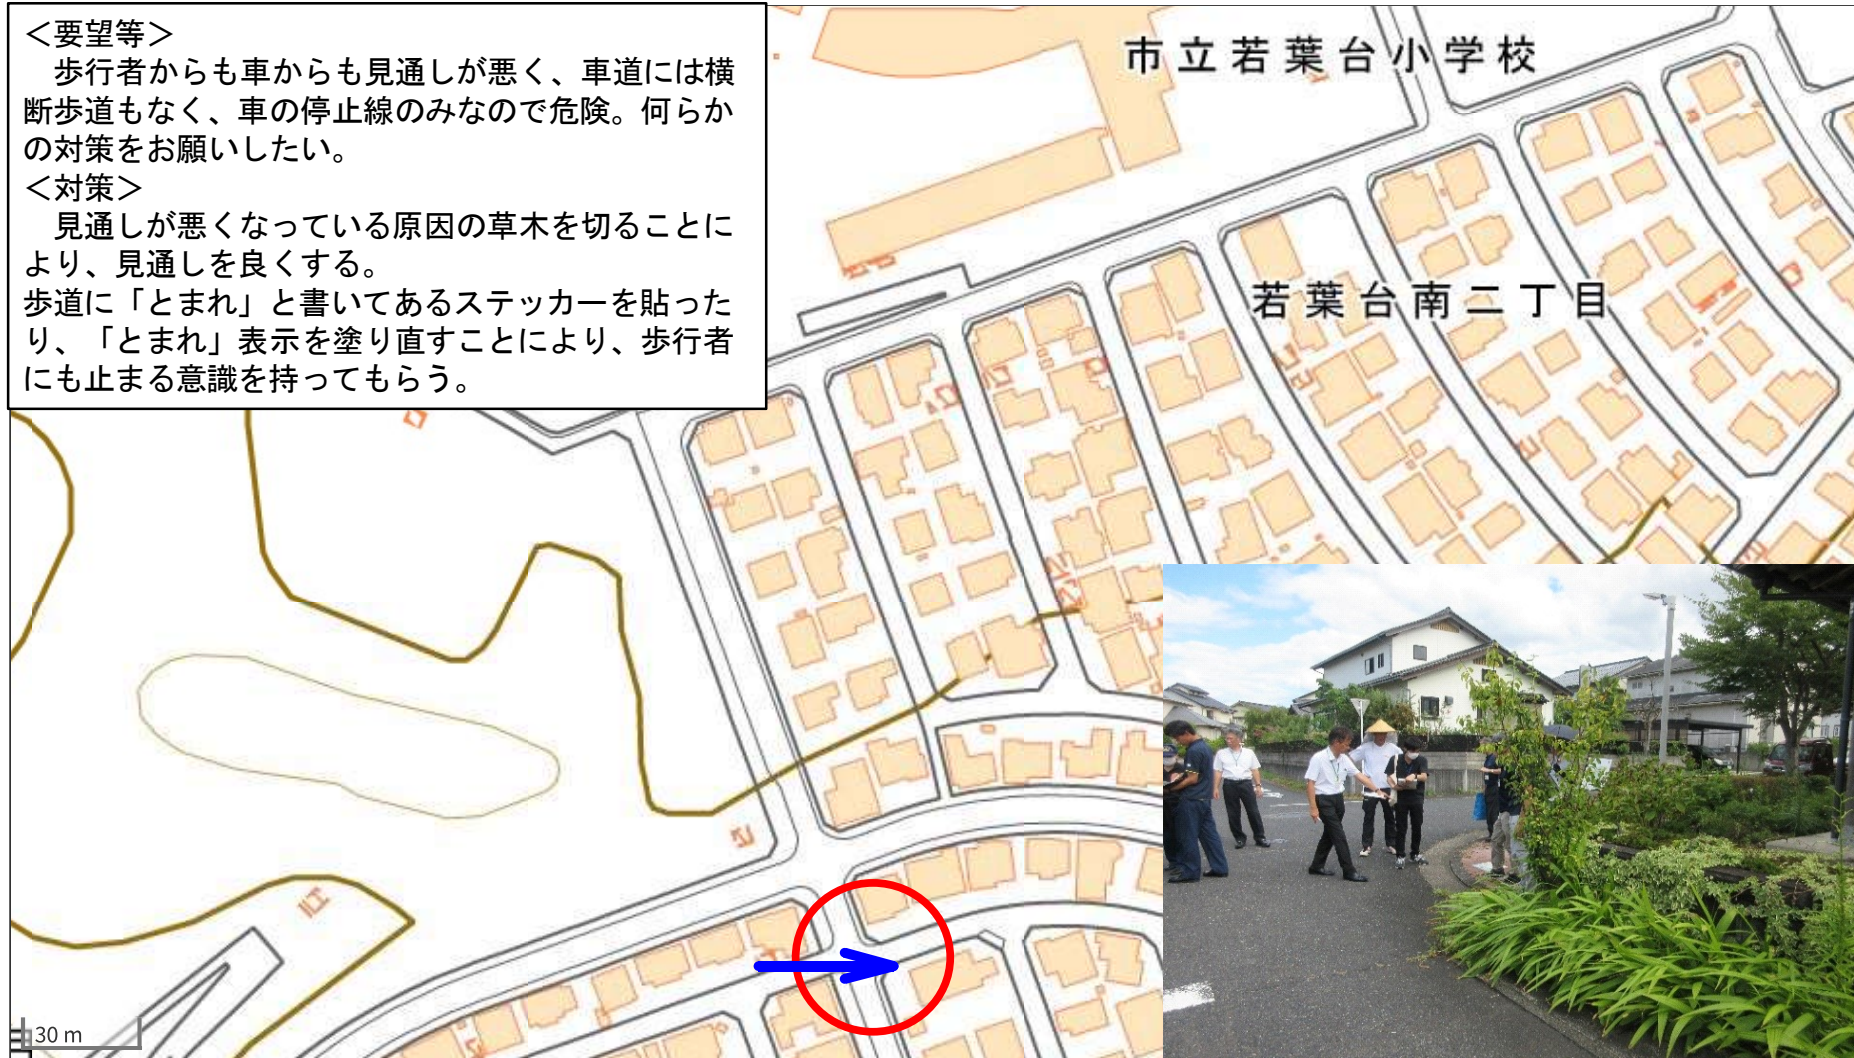 ＜要望等＞
　歩行者からも車からも見通しが悪く、車道には横
断歩道もなく、車の停止線のみなので危険。何らか
の対策をお願いしたい。
＜対策＞
　見通しが悪くなっている原因の草木を切ることに
より、見通しを良くする。
歩道に「とまれ」と書いてあるステッカーを貼った
り、「とまれ」表示を塗り直すことにより、歩行者
にも止まる意識を持ってもらう。
市立若葉台小学校
若葉台南二丁目
30 m